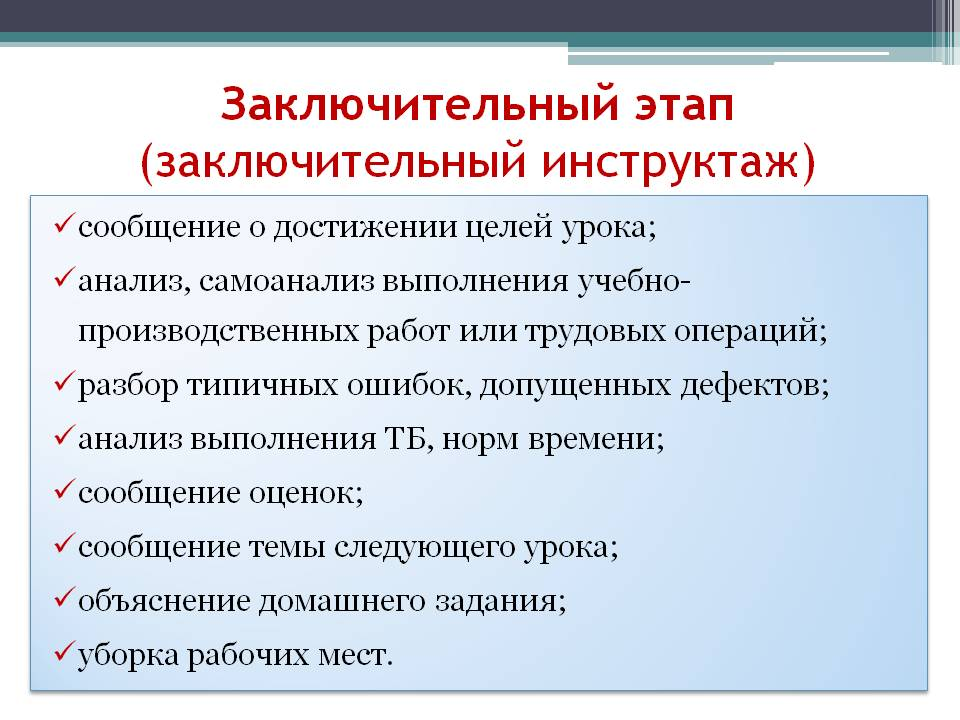 Заключительный этап
(заключительный инструктаж)
сообщение о достижении целей урока;
анализ, самоанализ выполнения учебно-
производственных работ или трудовых операций;
разбор типичных ошибок, допущенных дефектов;
анализ выполнения ТБ, норм времени;
сообщение оценок;
сообщение темы следующего урока;
объяснение домашнего задания;
уборка рабочих мест.